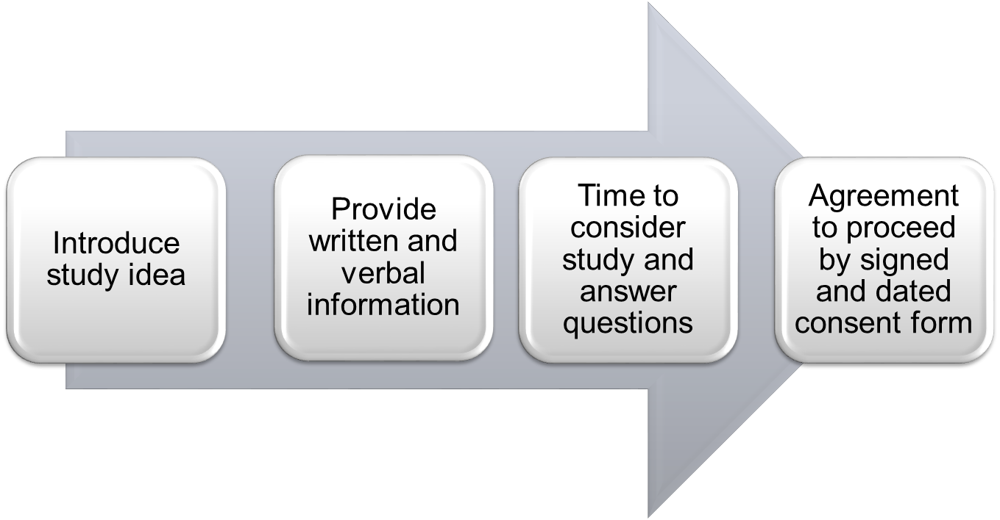 Introduce
study idea
Provide
written and
verbal
information
Time to
consider
study and
answer
questions
Agreement
to proceed
by signed
and dated
consent form